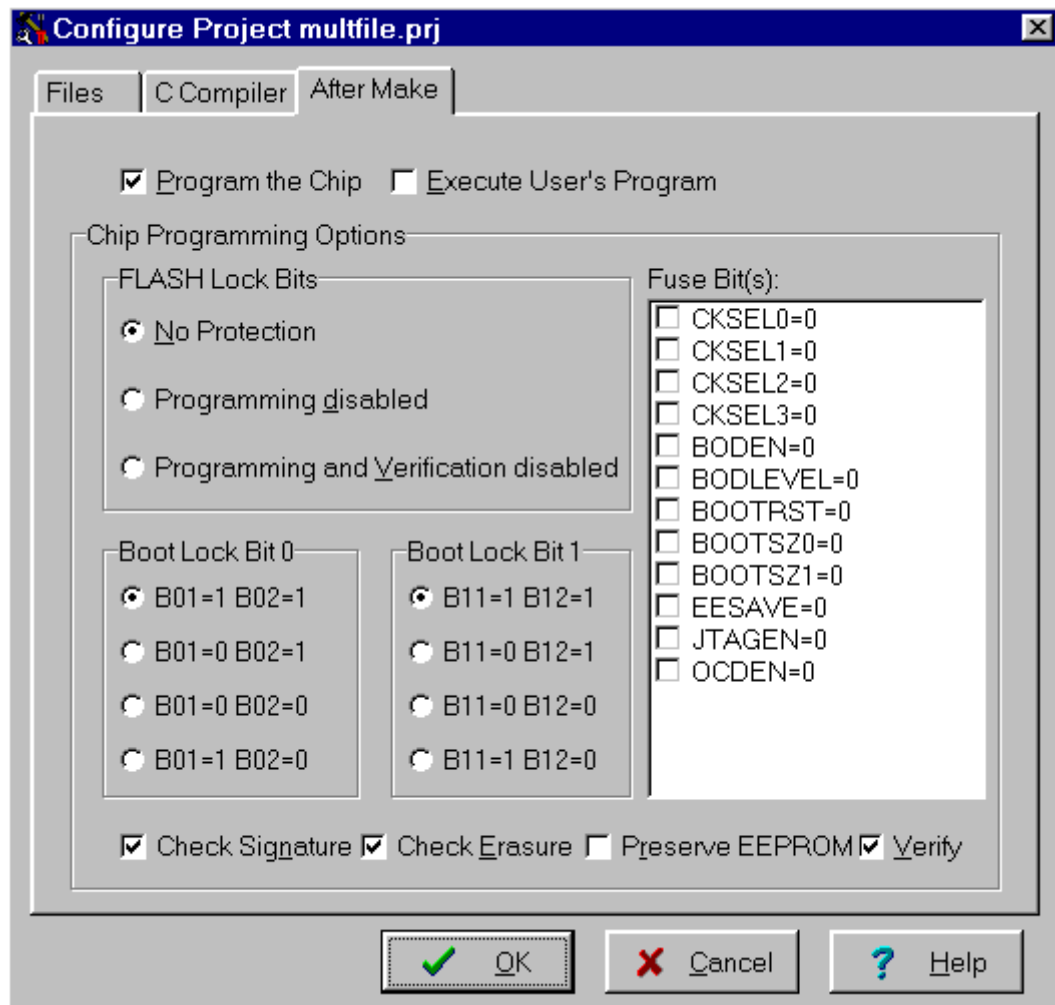 Configure Project multfile.prj
Files C Compiler After Make
Program the Chip Execute User's Program
Chip Programming Options
FLASH Lock Bits
No Protection
Programming disabled
Programming and Verification disabled
Fuse Bit(s):
CKSEL0=0
CKSEL1=0
CKSEL2=0
CKSEL3=0
BODEN=0
BODLEVEL=0
BOOTRST=0
BOOTSZ0=0
BOOTSZ1=0
EESAVE=0
JTAGEN=0
OCDEN=0
Boot Lock Bit 0
B01=1 B02=1
B01=0 B02=1
B01=0 B02=0
B01=1 B02=0
Boot Lock Bit 1
B11=1 B12=1
B11=0 B12=1
B11=0 B12=0
B11=1 B12=0
Check Signature Check Erasure Preserve EEPROM Verify
OK Cancel Help